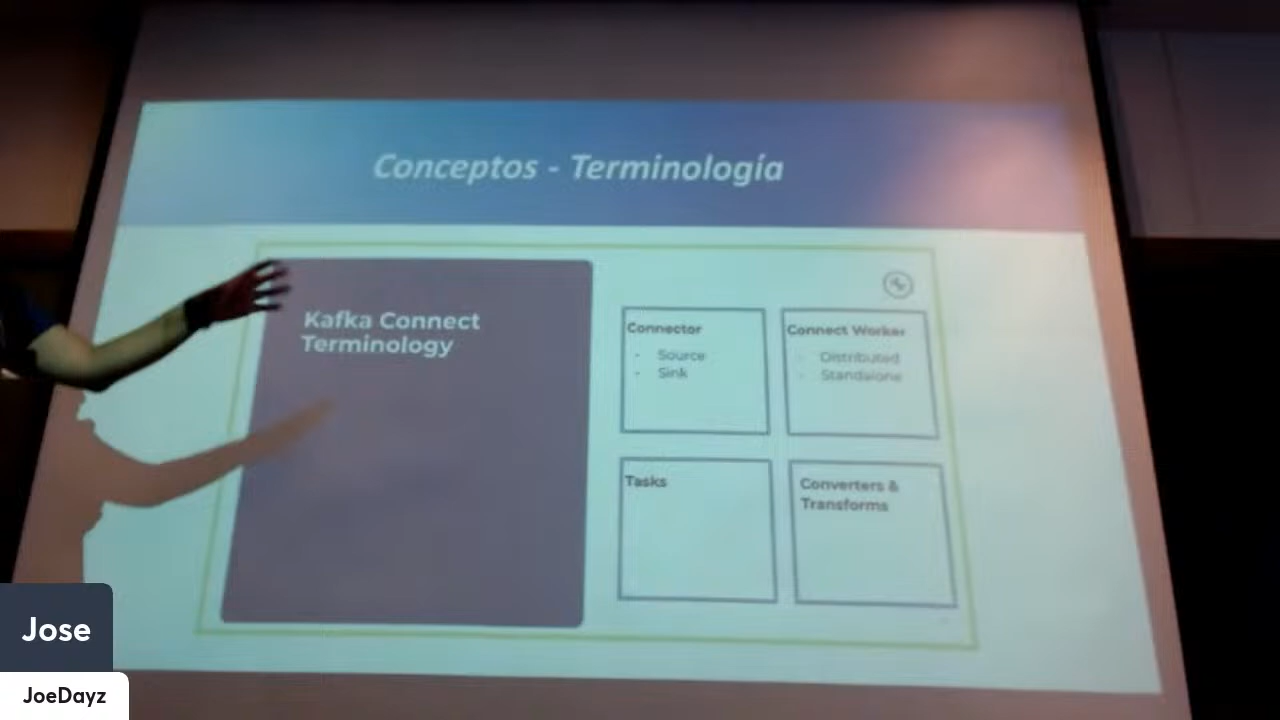 Conceptos - Terminología
Kafka Connect
Terminology
Connector
- Source
- Sink
Connect Worker
- Distributed
- Standalone
Tasks
Converters &
Transforms
Jose
JoeDayz